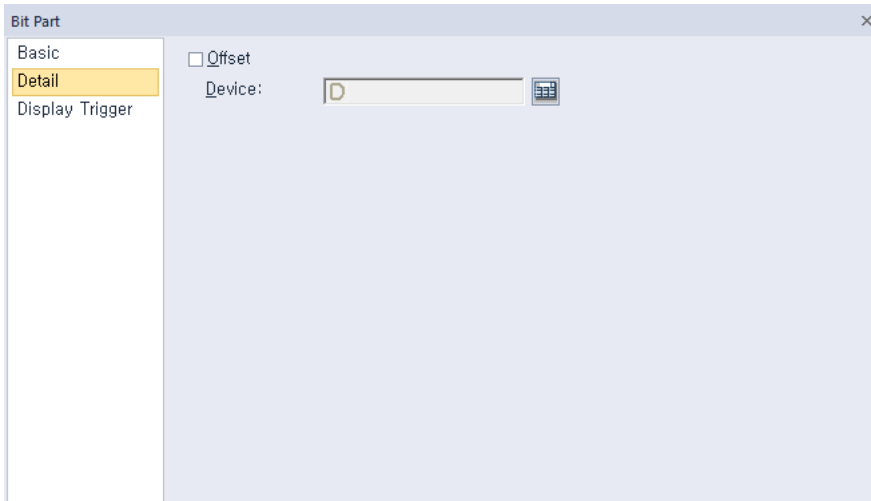 Bit Part
Basic
Detail
Display Trigger
Offset
Device:
D